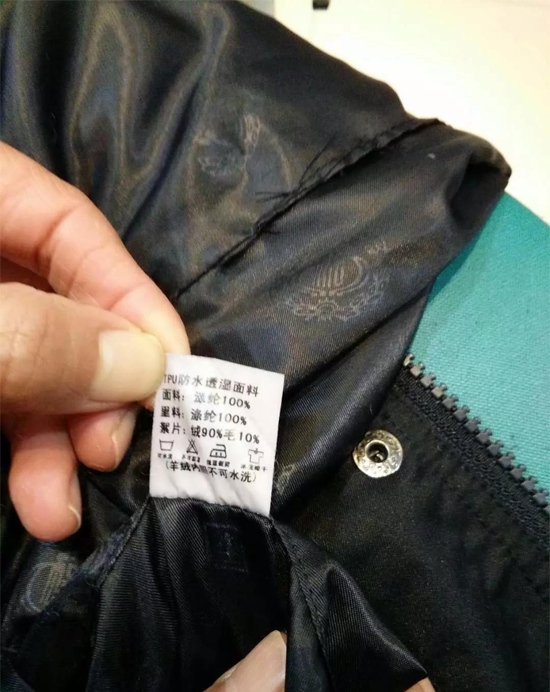 TPU防水透湿面料
面料: 涤纶100%
里料: 涤纶100%
絮片: 绒90%毛10%
(羊绒内胆不可水洗)